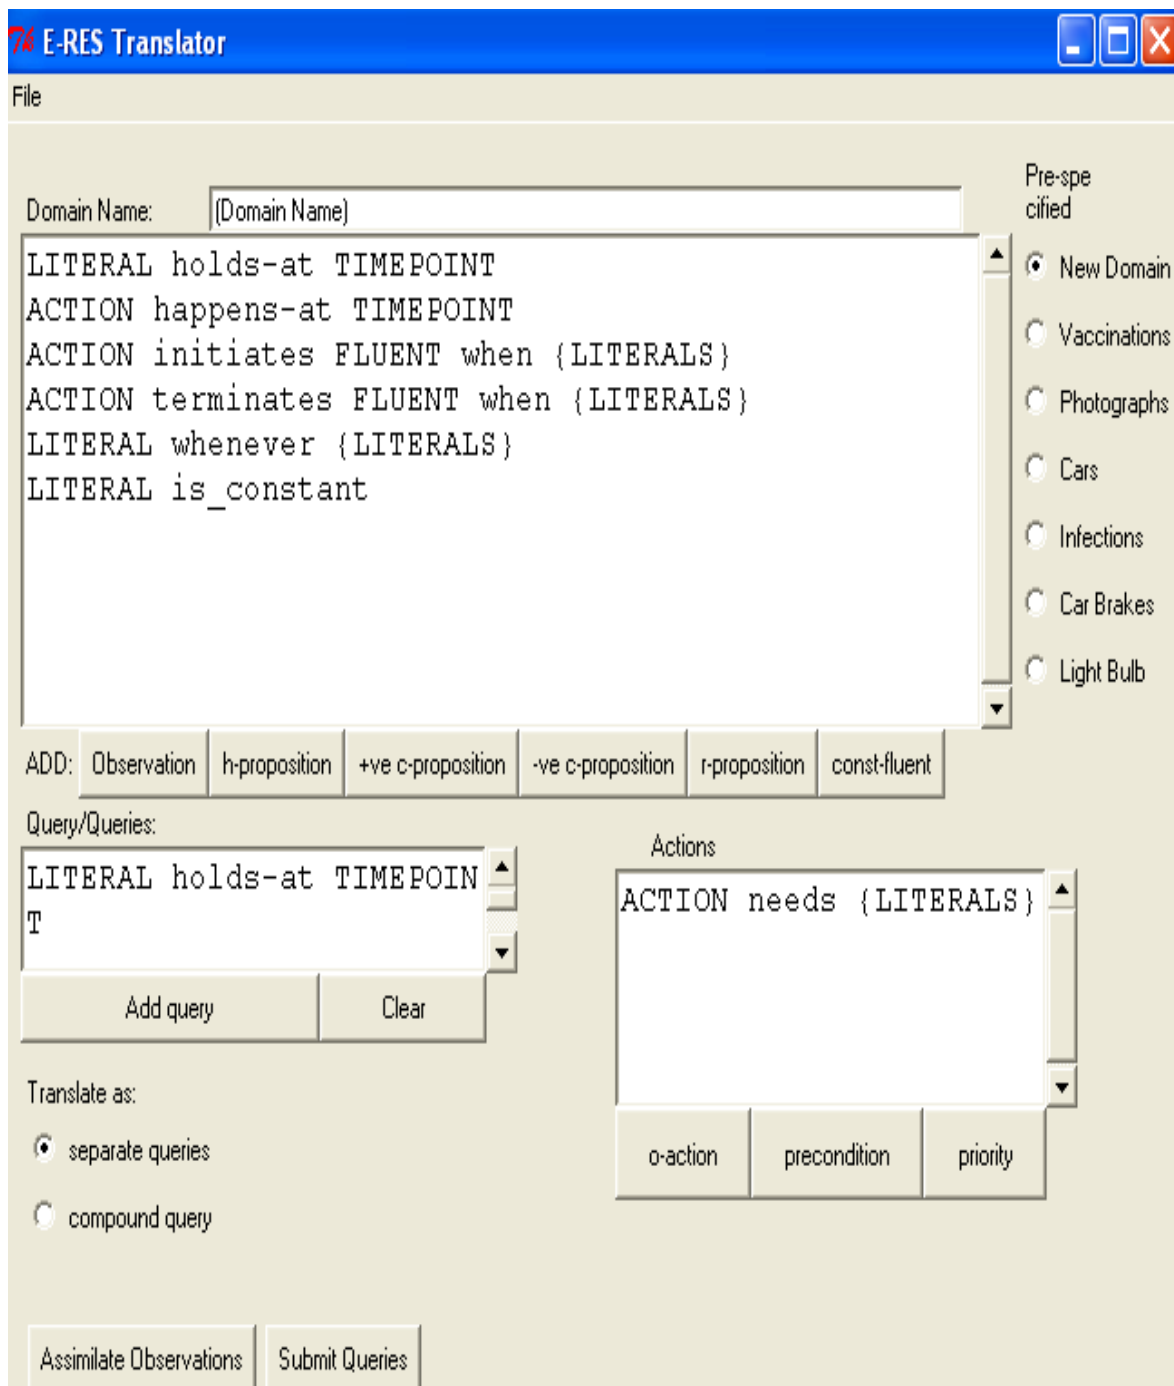 E-RES Translator
File
Pre-spe
cified
Domain Name: (Domain Name)
LITERAL holds-at TIMEPOINT
ACTION happens-at TIMEPOINT
ACTION initiates FLUENT when {LITERALS}
ACTION terminates FLUENT when {LITERALS}
LITERAL whenever {LITERALS}
LITERAL is_constant
New Domain
Vaccinations
Photographs
Cars
Infections
Car Brakes
Light Bulb
ADD: Observation h-proposition +ve c-proposition -ve c-proposition r-proposition const-fluent
Query/Queries:
LITERAL holds-at TIMEPOIN
T
Add query Clear
Actions
ACTION needs {LITERALS}
o-action precondition priority
Translate as:
separate queries
compound query
Assimilate Observations Submit Queries